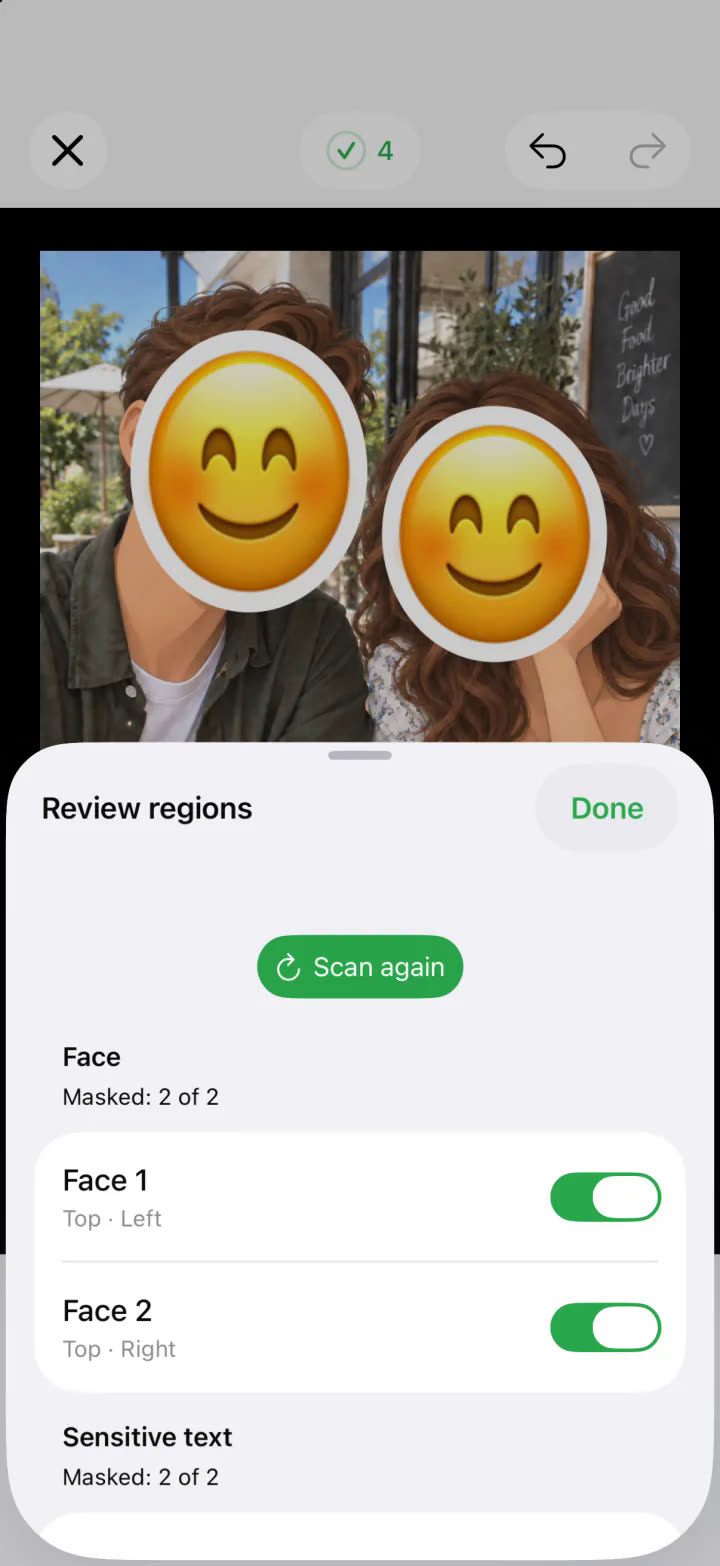 4
Good
Food
Brighter
Days
Review regions
Done
Scan again
Face
Masked: 2 of 2
Face 1
Top · Left
Face 2
Top · Right
Sensitive text
Masked: 2 of 2